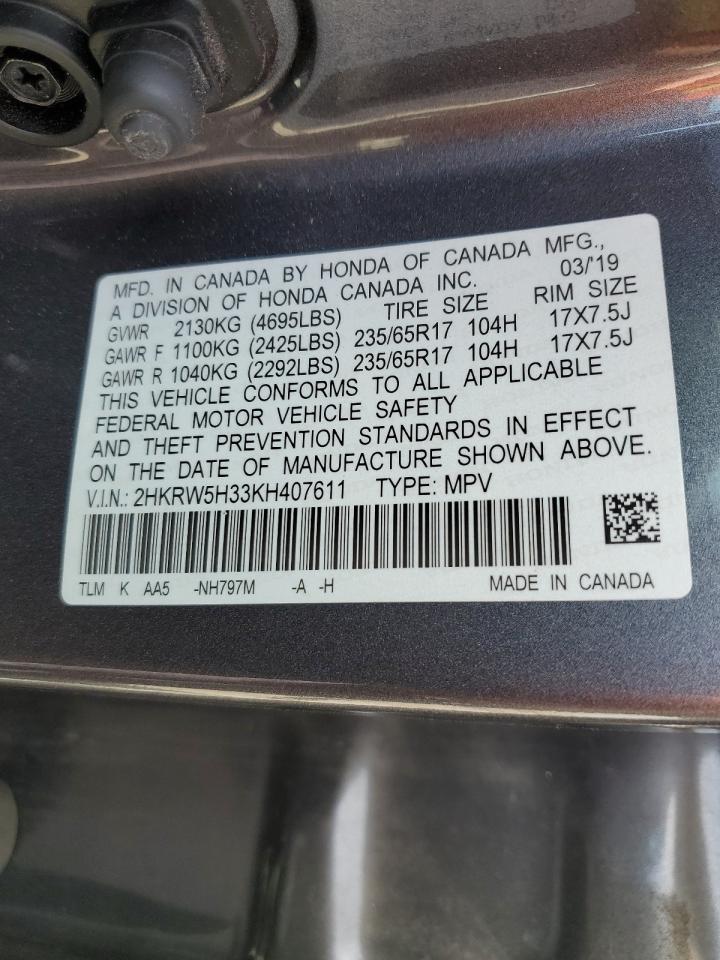 MFD. IN CANADA BY HONDA OF CANADA MFG.,
A DIVISION OF HONDA CANADA INC. 03/'19
GVWR 2130KG (4695LBS) TIRE SIZE RIM SIZE
GAWR F 1100KG (2425LBS) 235/65R17 104H 17X7.5J
GAWR R 1040KG (2292LBS) 235/65R17 104H 17X7.5J
THIS VEHICLE CONFORMS TO ALL APPLICABLE
FEDERAL MOTOR VEHICLE SAFETY
AND THEFT PREVENTION STANDARDS IN EFFECT
ON THE DATE OF MANUFACTURE SHOWN ABOVE.
V.I.N.: 2HKRW5H33KH407611 TYPE: MPV
TLM K AA5 -NH797M -A -H MADE IN CANADA